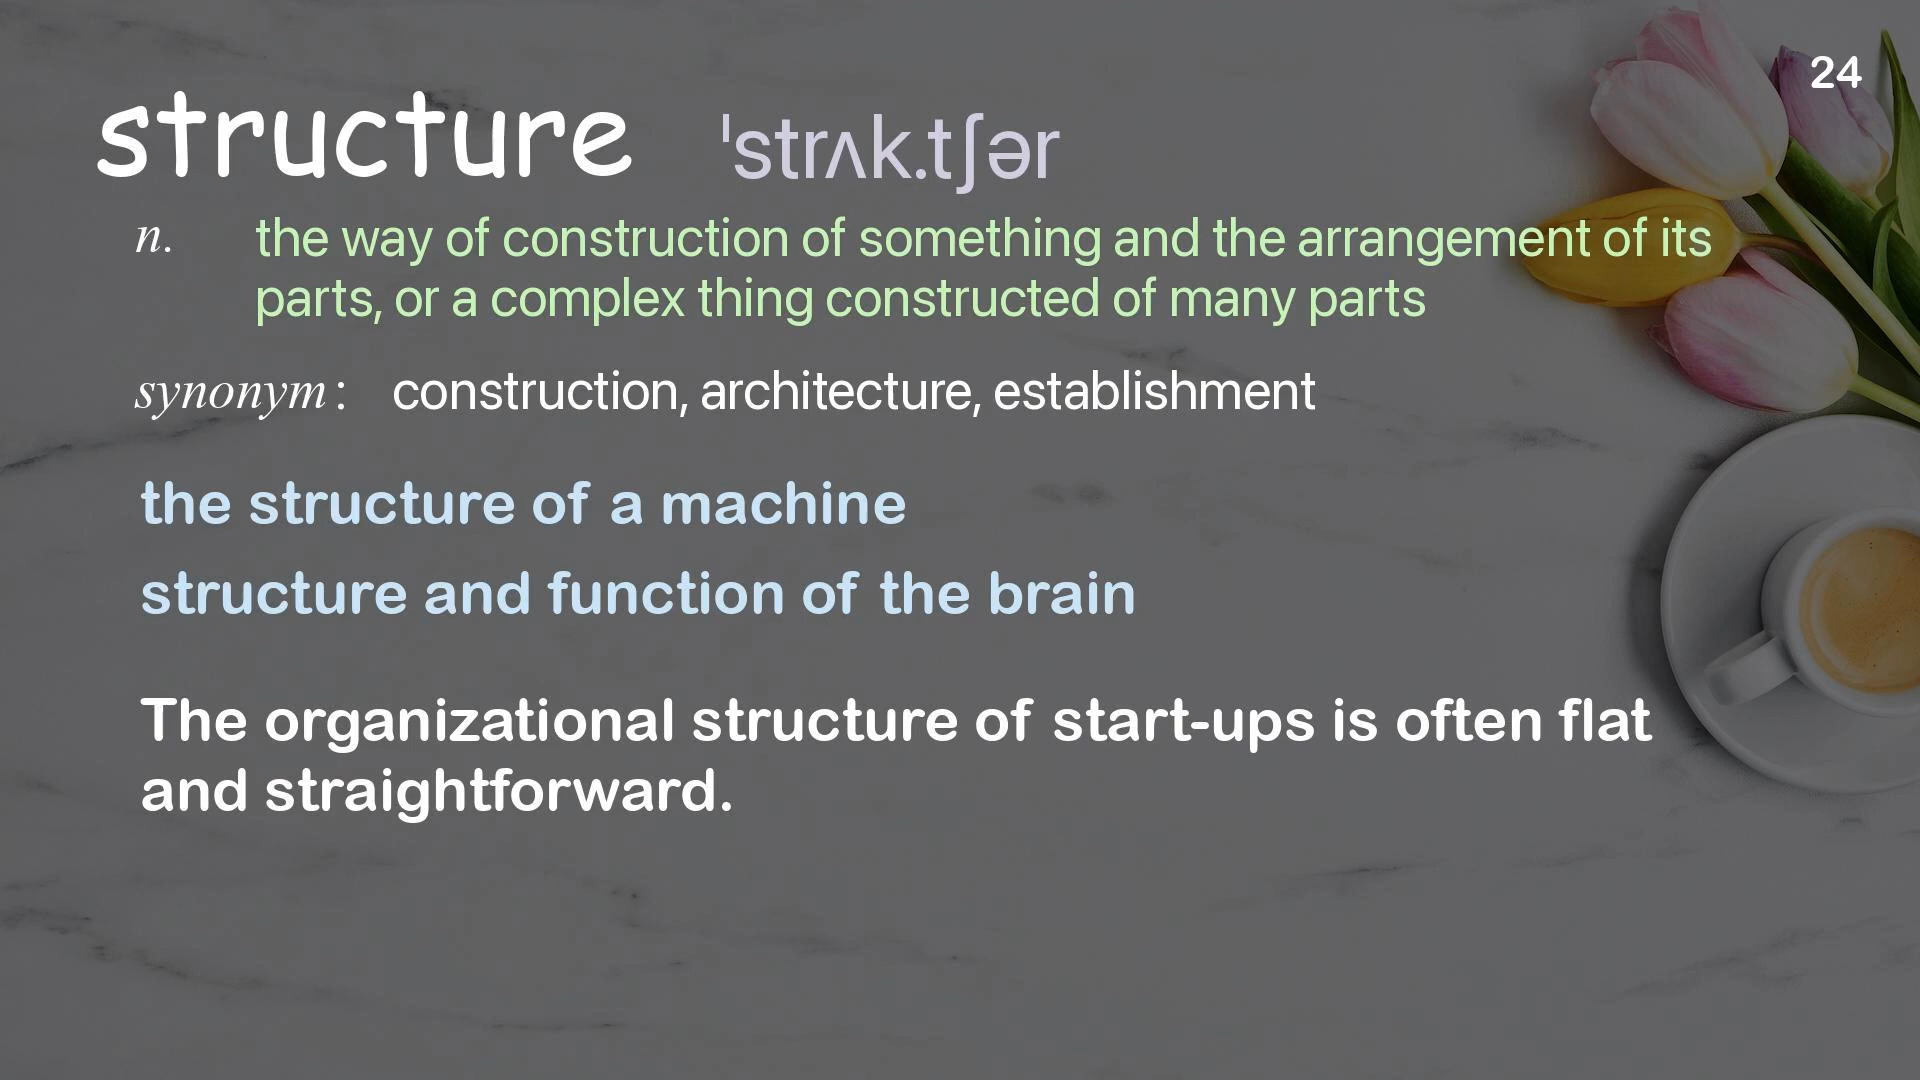 24
structure ˈstrʌk.tʃər
n. the way of construction of something and the arrangement of its
parts, or a complex thing constructed of many parts
synonym : construction, architecture, establishment
the structure of a machine
structure and function of the brain
The organizational structure of start-ups is often flat
and straightforward.